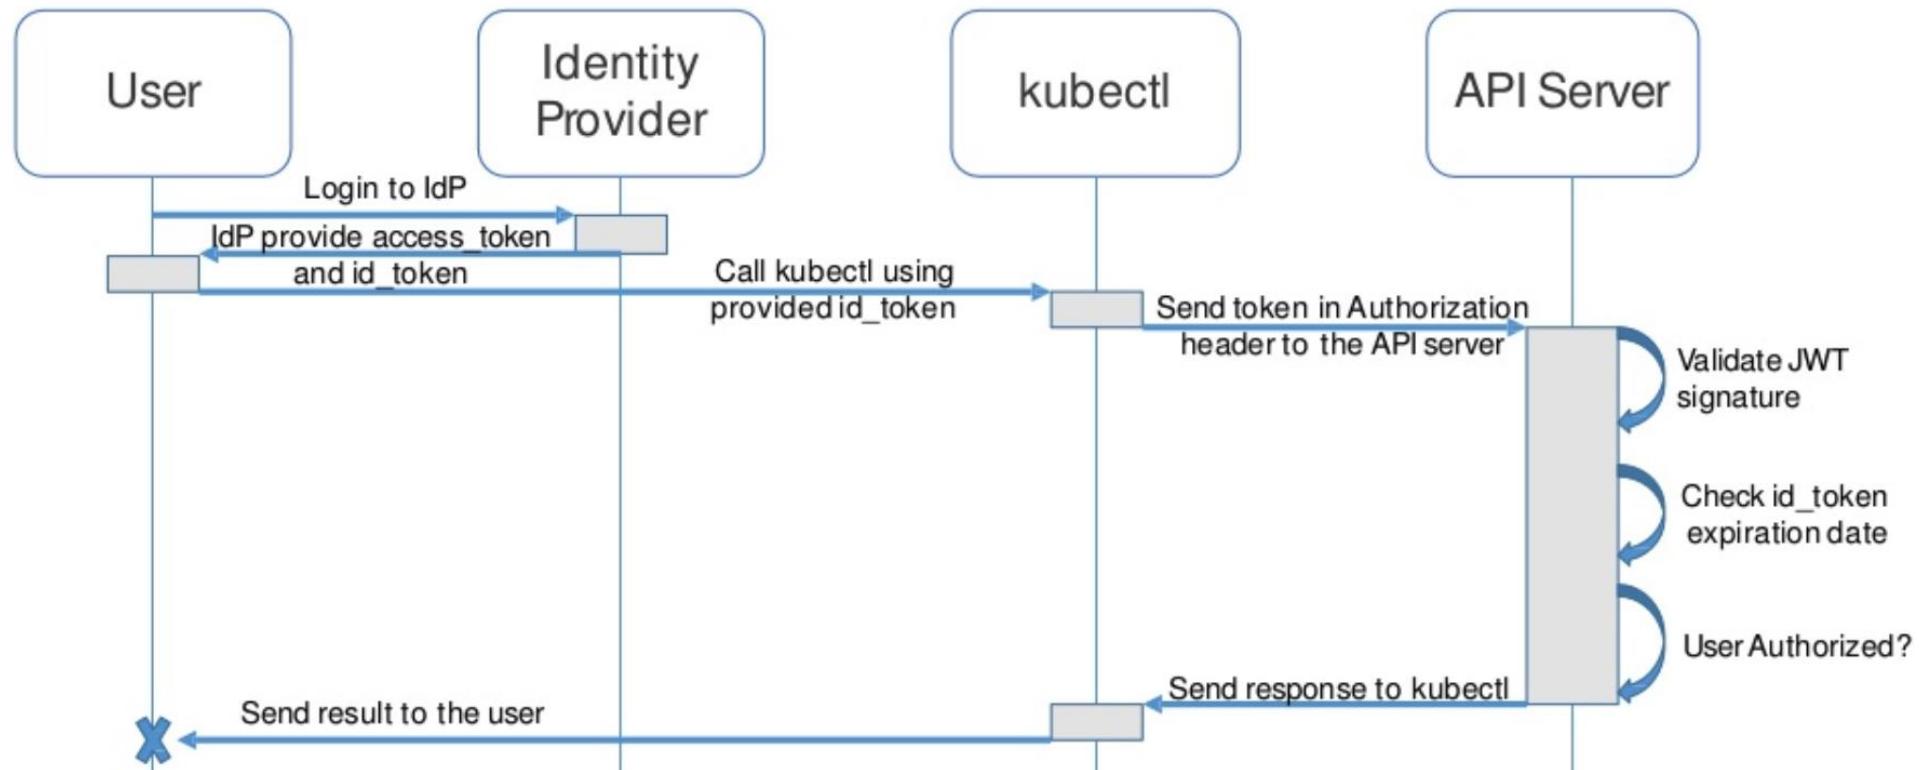 User
Identity
Provider
kubectl
API Server
Login to IdP
IdP provide access_token
and id_token
Call kubectl using
provided id_token
Send token in Authorization
header to the API server
Validate JWT
signature
Check id_token
expiration date
User Authorized?
Send response to kubectl
Send result to the user